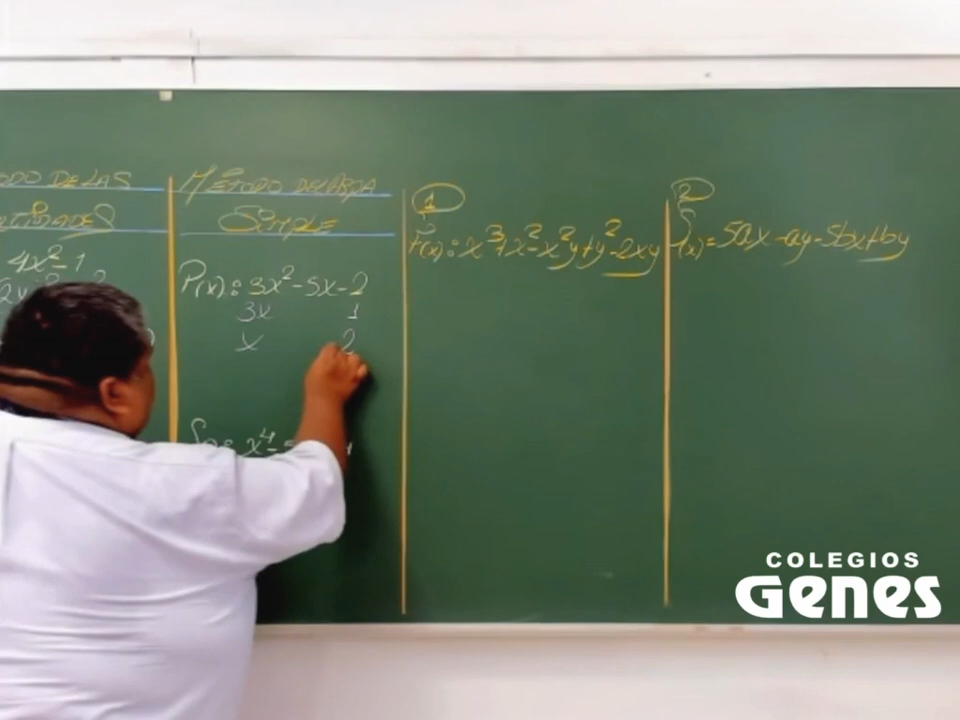 DE LAS
4x²-1
MÉTODO DEL ASPA
SIMPLE
P(x): 3x²-5x-2
3x 1
x 2
x⁴-
1
F(x): x³+x²-x²y+y²-2xy
2
S(x)=5ax-ay-5bx+by
COLEGIOS
GENES